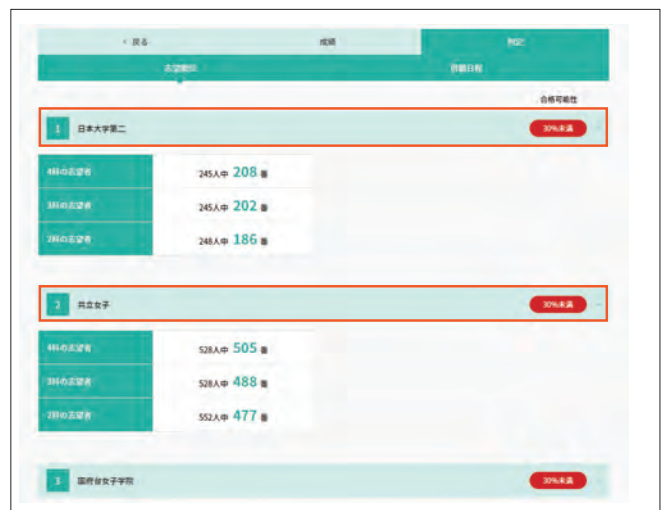 ‹ 戻る 成績 判定
志望動向 併願日程
合格可能性
1 日本大学第二 30%未満
4科の志望者 245人中 208 番
3科の志望者 245人中 202 番
2科の志望者 248人中 186 番
2 共立女子 30%未満
4科の志望者 528人中 505 番
3科の志望者 528人中 488 番
2科の志望者 552人中 477 番
3 国府台女子学院 30%未満